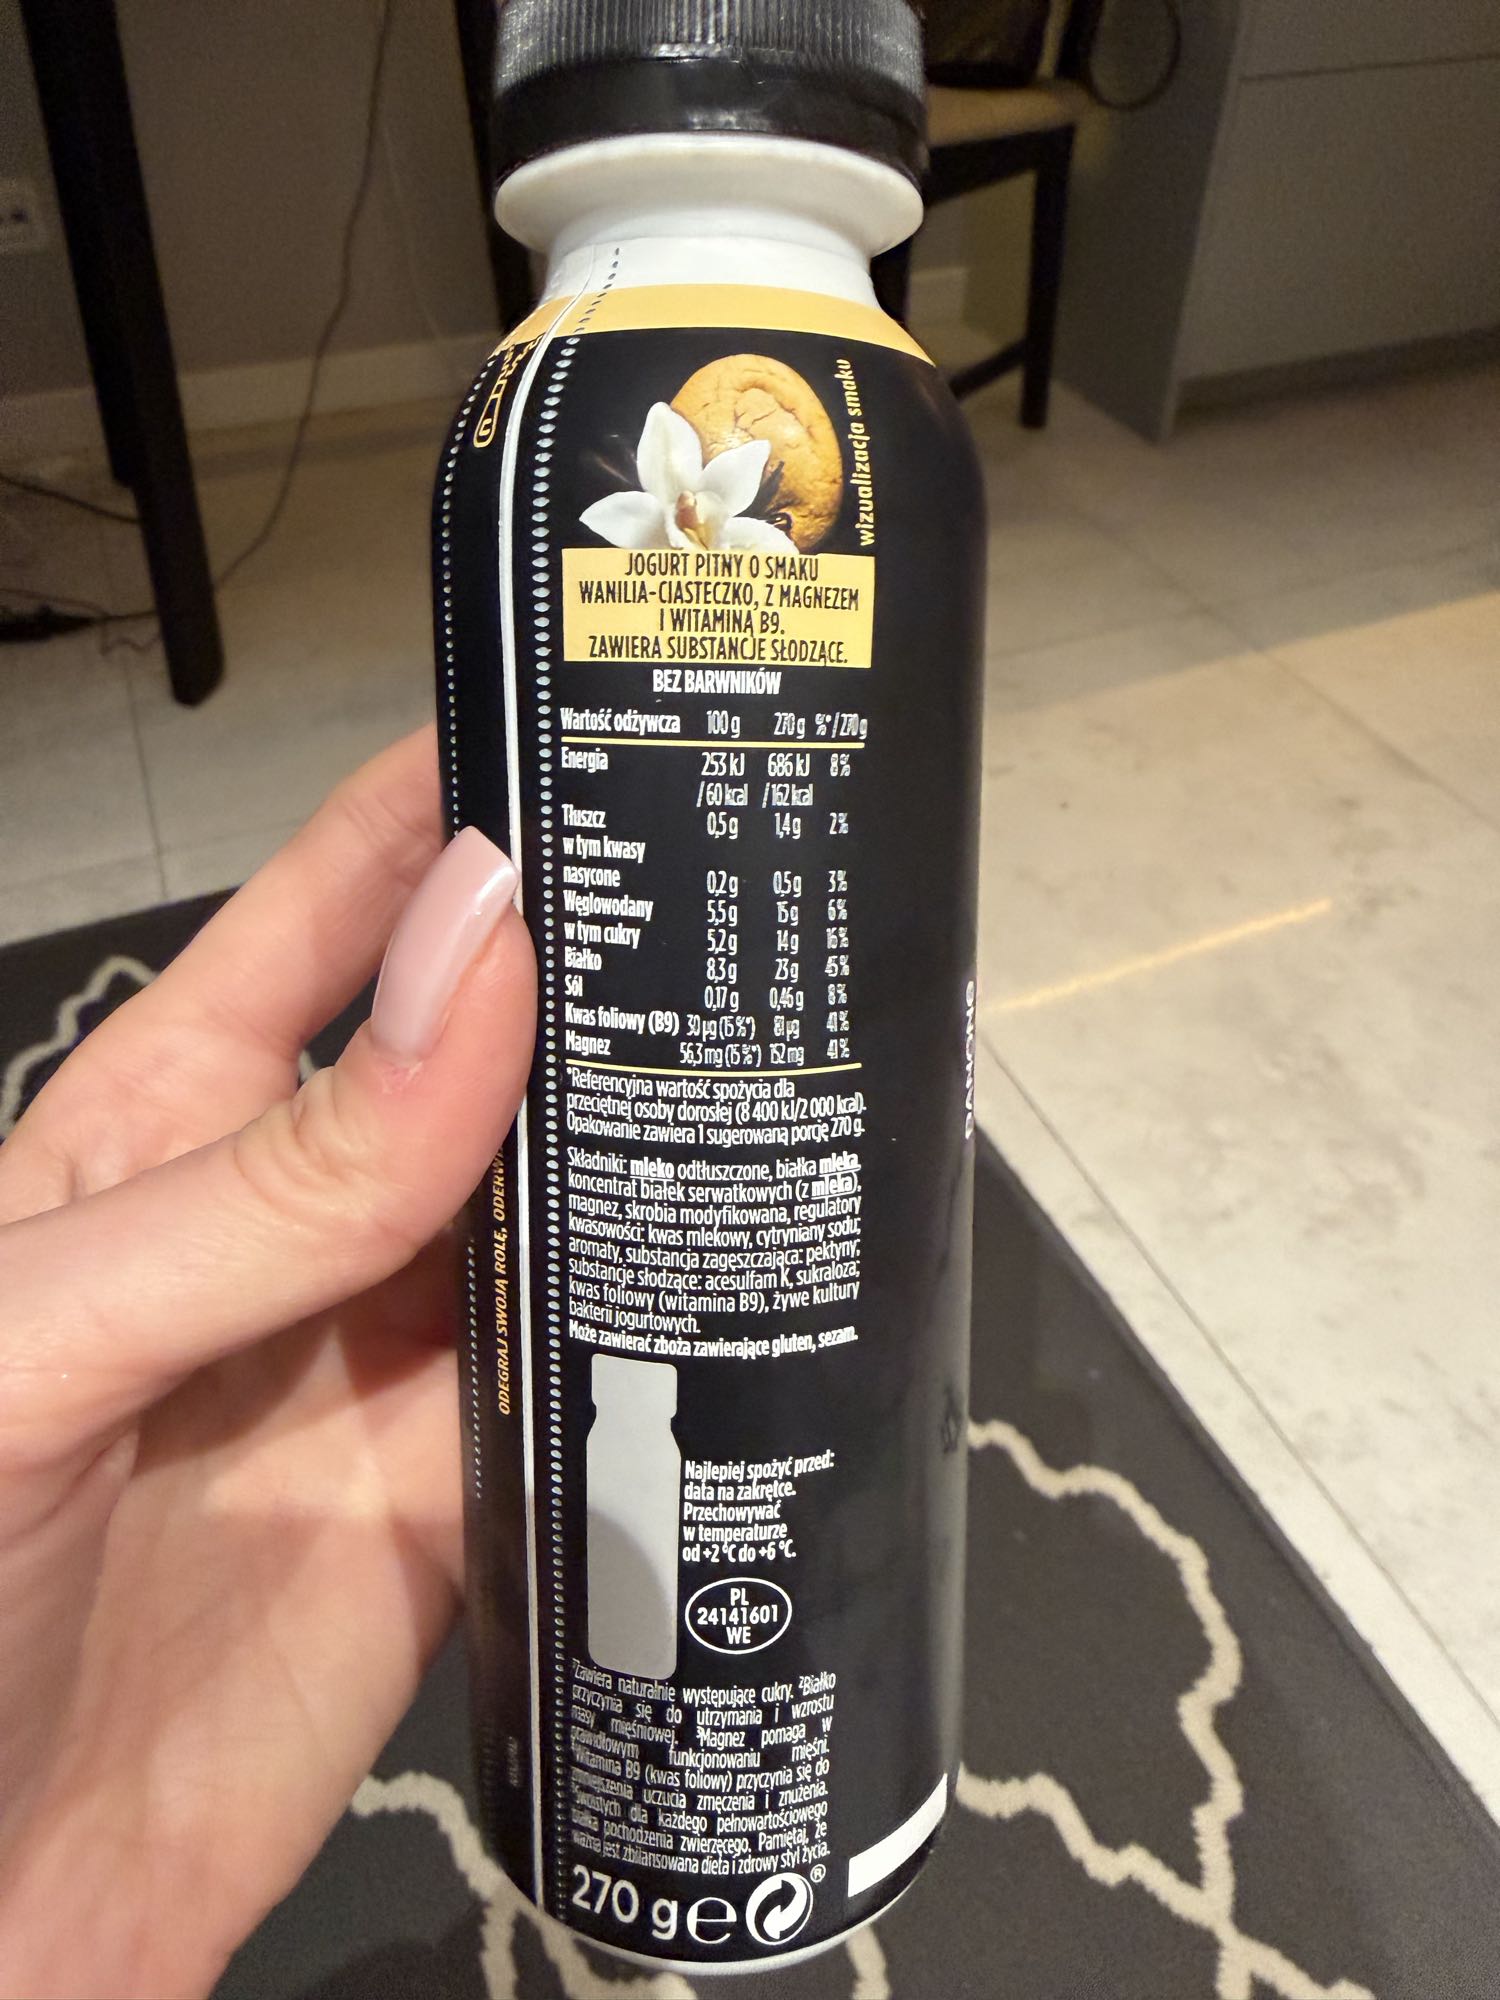 wizualizacja smaku
JOGURT PITNY O SMAKU
WANILIA-CIASTECZKO, Z MAGNEZEM
I WITAMINĄ B9.
ZAWIERA SUBSTANCJE SŁODZĄCE.
BEZ BARWNIKÓW
Wartość odżywcza 100 g 270 g %*/270 g
Energia 253 kJ 686 kJ 8%
/60 kcal /162 kcal
Tłuszcz 0,5 g 1,4 g 2%
w tym kwasy
nasycone 0,2 g 0,5 g 3%
Węglowodany 5,5 g 15 g 6%
w tym cukry 5,2 g 14 g 16%
Białko 8,3 g 23 g 45%
Sól 0,17 g 0,46 g 8%
Kwas foliowy (B9) 30 µg (15%*) 81 µg 41%
Magnez 56,3 mg (15%*) 152 mg 41%
*Referencyjna wartość spożycia dla
przeciętnej osoby dorosłej (8 400 kJ/2 000 kcal).
Opakowanie zawiera 1 sugerowaną porcję 270 g.
Składniki: mleko odtłuszczone, białka mleka,
koncentrat białek serwatkowych (z mleka),
magnez, skrobia modyfikowana, regulatory
kwasowości: kwas mlekowy, cytryniany sodu;
aromaty, substancja zagęszczająca: pektyny;
substancje słodzące: acesulfam K, sukraloza;
kwas foliowy (witamina B9), żywe kultury
bakterii jogurtowych.
Może zawierać zboża zawierające gluten, sezam.
Najlepiej spożyć przed:
data na zakrętce.
Przechowywać
w temperaturze
od +2 °C do +6 °C.
PL
24141601
WE
¹Zawiera naturalnie występujące cukry. ²Białko
przyczynia się do utrzymania i wzrostu
masy mięśniowej. ³Magnez pomaga w
prawidłowym funkcjonowaniu mięśni.
Witamina B9 (kwas foliowy) przyczynia się do
zmniejszenia uczucia zmęczenia i znużenia.
dla każdego pełnowartościowego
białka pochodzenia zwierzęcego. Pamiętaj, że
ważna jest zbilansowana dieta i zdrowy styl życia.
270 g e ®
ODEGRAJ SWOJĄ ROLĘ,
DANONE